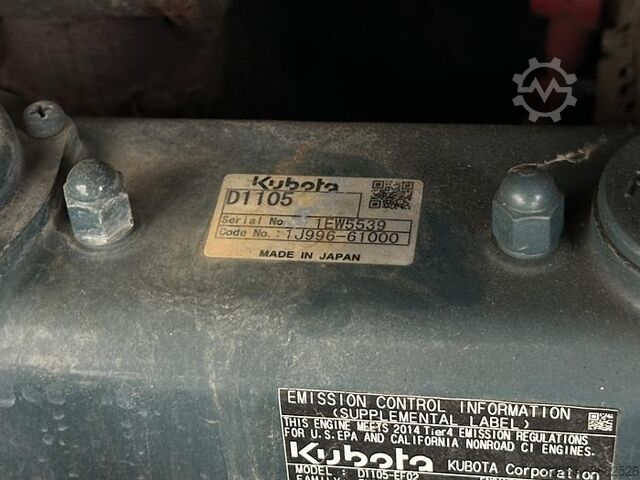 Kubota
D1105
Serial No. 1EW5539
Code No. 1J996-61000
MADE IN JAPAN
EMISSION CONTROL INFORMATION
(SUPPLEMENTAL LABEL)
THIS ENGINE MEETS 2014 Tier4 EMISSION REGULATIONS
FOR U.S.EPA AND CALIFORNIA NONROAD CI ENGINES.
Kubota KUBOTA Corporation
MODEL : D1105-EF02